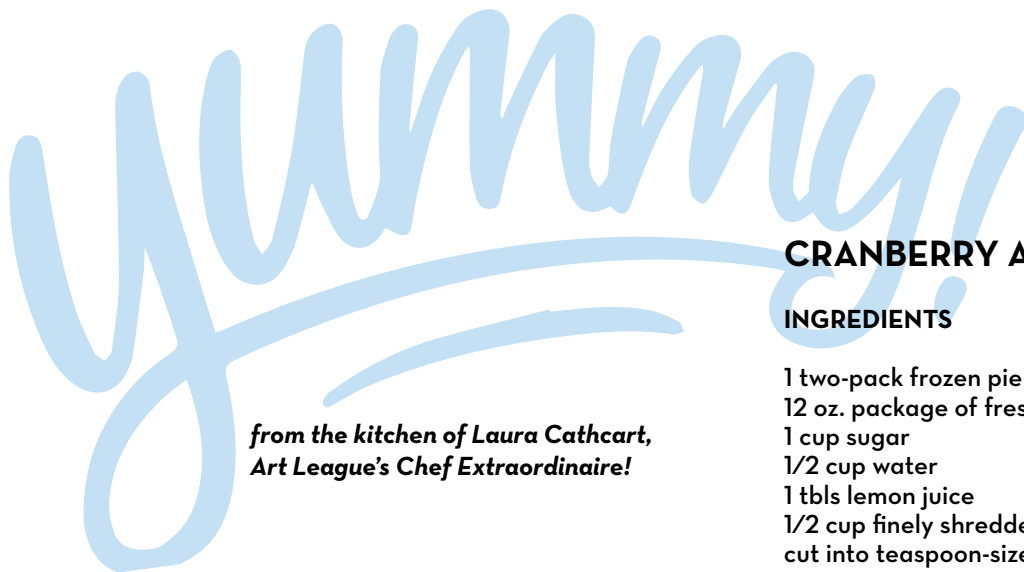 yummy!
from the kitchen of Laura Cathcart,
Art League's Chef Extraordinaire!
CRANBERRY A
INGREDIENTS
1 two-pack frozen pie
12 oz. package of fres
1 cup sugar
1/2 cup water
1 tbls lemon juice
1/2 cup finely shredde
cut into teaspoon-size